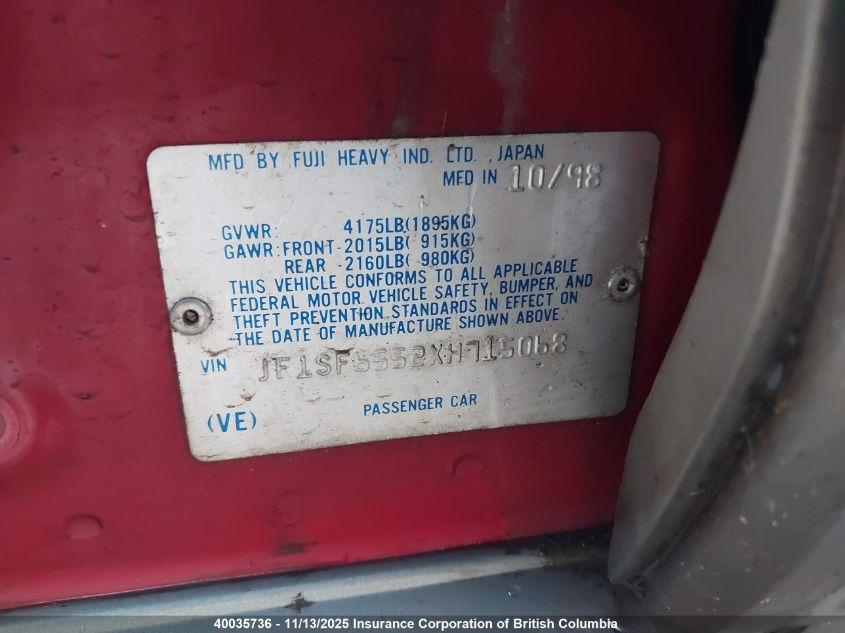 MFD BY FUJI HEAVY IND. LTD., JAPAN
MFD IN 10/98
GVWR: 4175LB(1895KG)
GAWR:FRONT-2015LB( 915KG)
REAR -2160LB( 980KG)
THIS VEHICLE CONFORMS TO ALL APPLICABLE
FEDERAL MOTOR VEHICLE SAFETY, BUMPER, AND
THEFT PREVENTION STANDARDS IN EFFECT ON
THE DATE OF MANUFACTURE SHOWN ABOVE.
VIN JF1SF6552XH715068
(VE) PASSENGER CAR
40035736 - 11/13/2025 Insurance Corporation of British Columbia